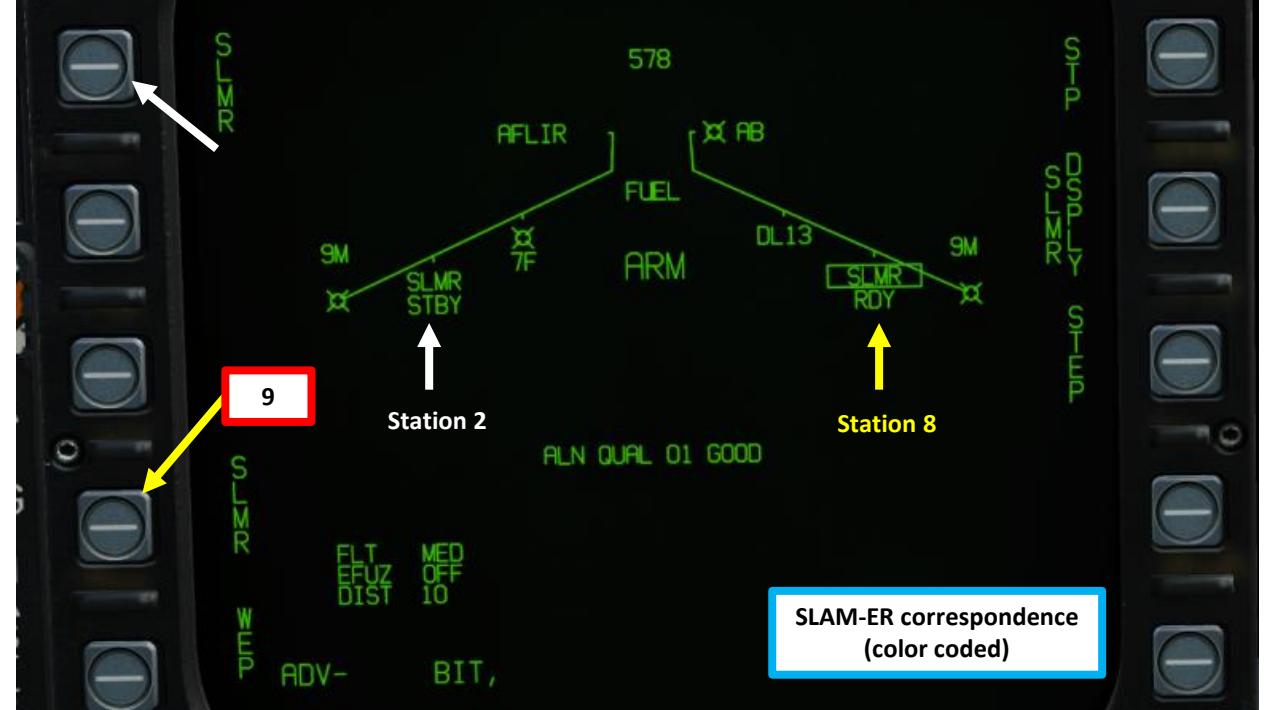 SLMR
578
STP
AFLIR
AB
DSPLY
SLMR
FUEL
9M
7F
DL13
9M
ARM
SLMR
STBY
SLMR
RDY
STEP
9
Station 2
Station 8
ALN QUAL 01 GOOD
SLMR
FLT MED
EFUZ OFF
DIST 10
SLAM-ER correspondence
(color coded)
WEP
ADV- BIT,